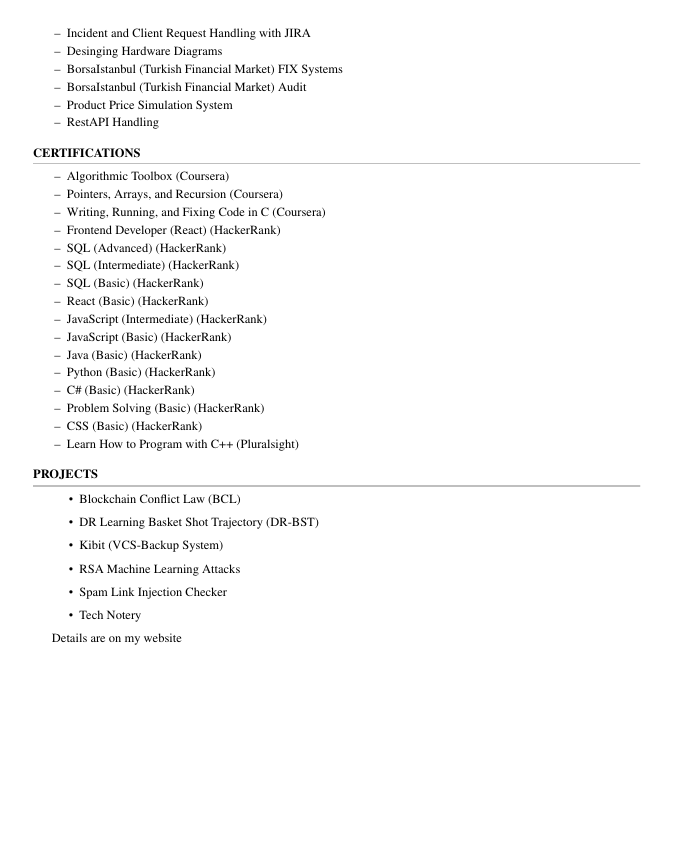 – Incident and Client Request Handling with JIRA
– Desinging Hardware Diagrams
– BorsaIstanbul (Turkish Financial Market) FIX Systems
– BorsaIstanbul (Turkish Financial Market) Audit
– Product Price Simulation System
– RestAPI Handling
CERTIFICATIONS
– Algorithmic Toolbox (Coursera)
– Pointers, Arrays, and Recursion (Coursera)
– Writing, Running, and Fixing Code in C (Coursera)
– Frontend Developer (React) (HackerRank)
– SQL (Advanced) (HackerRank)
– SQL (Intermediate) (HackerRank)
– SQL (Basic) (HackerRank)
– React (Basic) (HackerRank)
– JavaScript (Intermediate) (HackerRank)
– JavaScript (Basic) (HackerRank)
– Java (Basic) (HackerRank)
– Python (Basic) (HackerRank)
– C# (Basic) (HackerRank)
– Problem Solving (Basic) (HackerRank)
– CSS (Basic) (HackerRank)
– Learn How to Program with C++ (Pluralsight)
PROJECTS
• Blockchain Conflict Law (BCL)
• DR Learning Basket Shot Trajectory (DR-BST)
• Kibit (VCS-Backup System)
• RSA Machine Learning Attacks
• Spam Link Injection Checker
• Tech Notery
Details are on my website